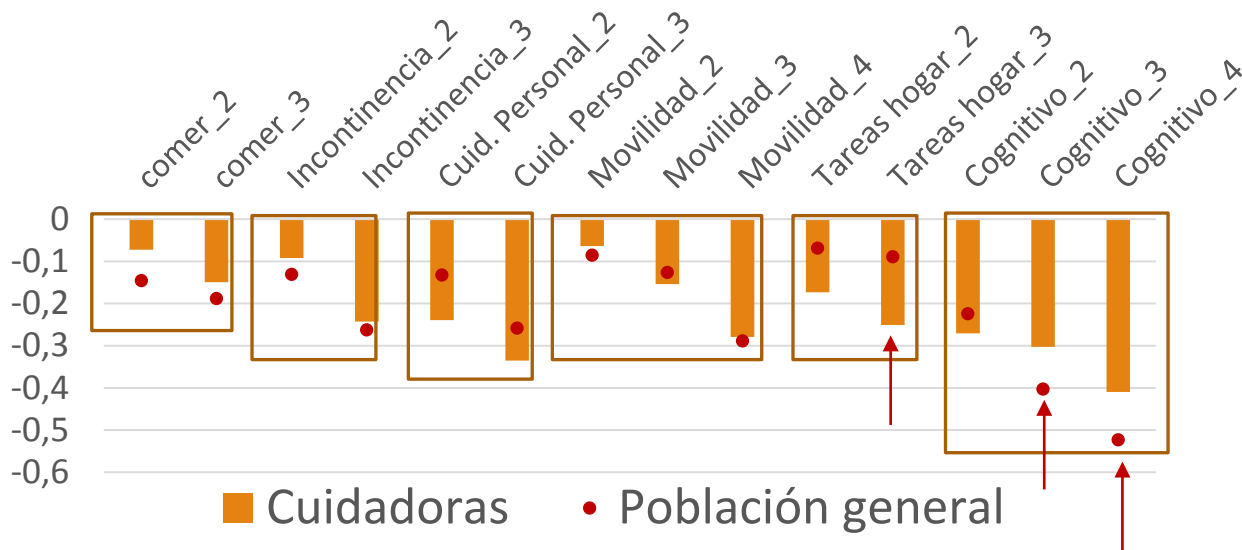 comer_2
comer_3
Incontinencia_2
Incontinencia_3
Cuid. Personal_2
Cuid. Personal_3
Movilidad_2
Movilidad_3
Movilidad_4
Tareas hogar_2
Tareas hogar_3
Cognitivo_2
Cognitivo_3
Cognitivo_4
0
-0,1
-0,2
-0,3
-0,4
-0,5
-0,6
Cuidadoras
Población general